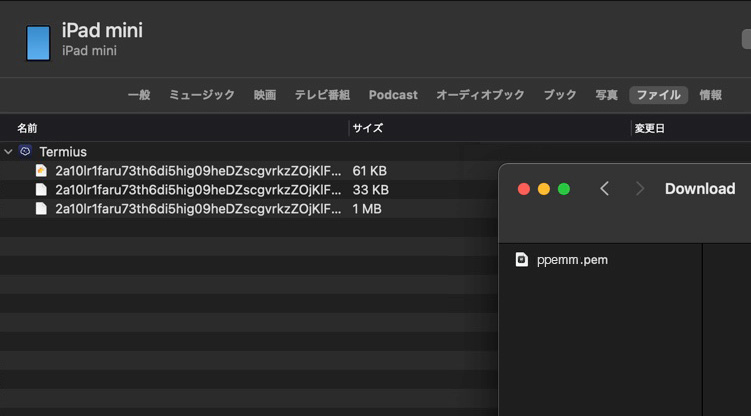 iPad mini
iPad mini
一般 ミュージック 映画 テレビ番組 Podcast オーディオブック ブック 写真 ファイル 情報
名前 サイズ 変更日
Termius
2a10lr1faru73th6di5hig09heDZscgvrkzZOjKlF... 61 KB
2a10lr1faru73th6di5hig09heDZscgvrkzZOjKlF... 33 KB
2a10lr1faru73th6di5hig09heDZscgvrkzZOjKlF... 1 MB
Download
ppemm.pem